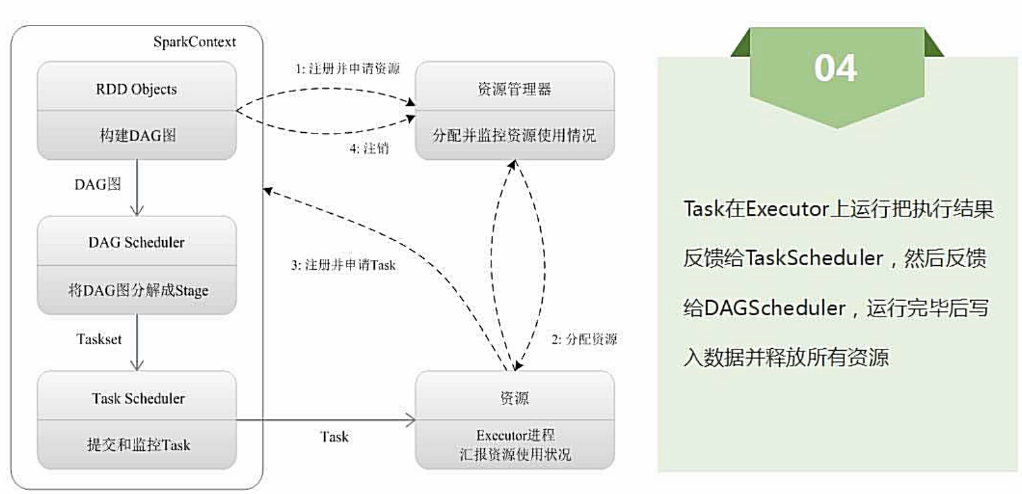 SparkContext
RDD Objects
构建DAG图
DAG图
DAG Scheduler
将DAG图分解成Stage
Taskset
Task Scheduler
提交和监控Task
1: 注册并申请资源
4: 注销
资源管理器
分配并监控资源使用情况
3: 注册并申请Task
2: 分配资源
Task
资源
Executor进程
汇报资源使用状况
04
Task在Executor上运行把执行结果
反馈给TaskScheduler，然后反馈
给DAGScheduler，运行完毕后写
入数据并释放所有资源